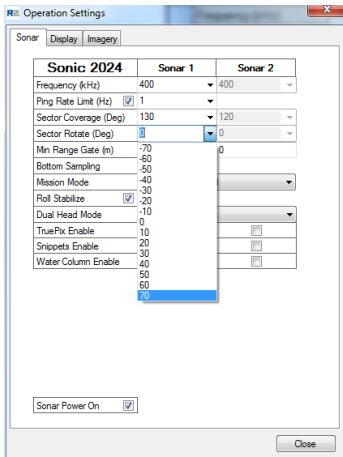 R2 Operation Settings
Sonar Display Imagery
Sonic 2024 Sonar 1 Sonar 2
Frequency (kHz) 400 400
Ping Rate Limit (Hz) 1
Sector Coverage (Deg) 130 120
Sector Rotate (Deg) 0 0
Min Range Gate (m) 0
Bottom Sampling
Mission Mode
Roll Stabilize
Dual Head Mode
TruePix Enable
Snippets Enable
Water Column Enable
-70
-60
-50
-40
-30
-20
-10
0
10
20
30
40
50
60
70
Sonar Power On
Close